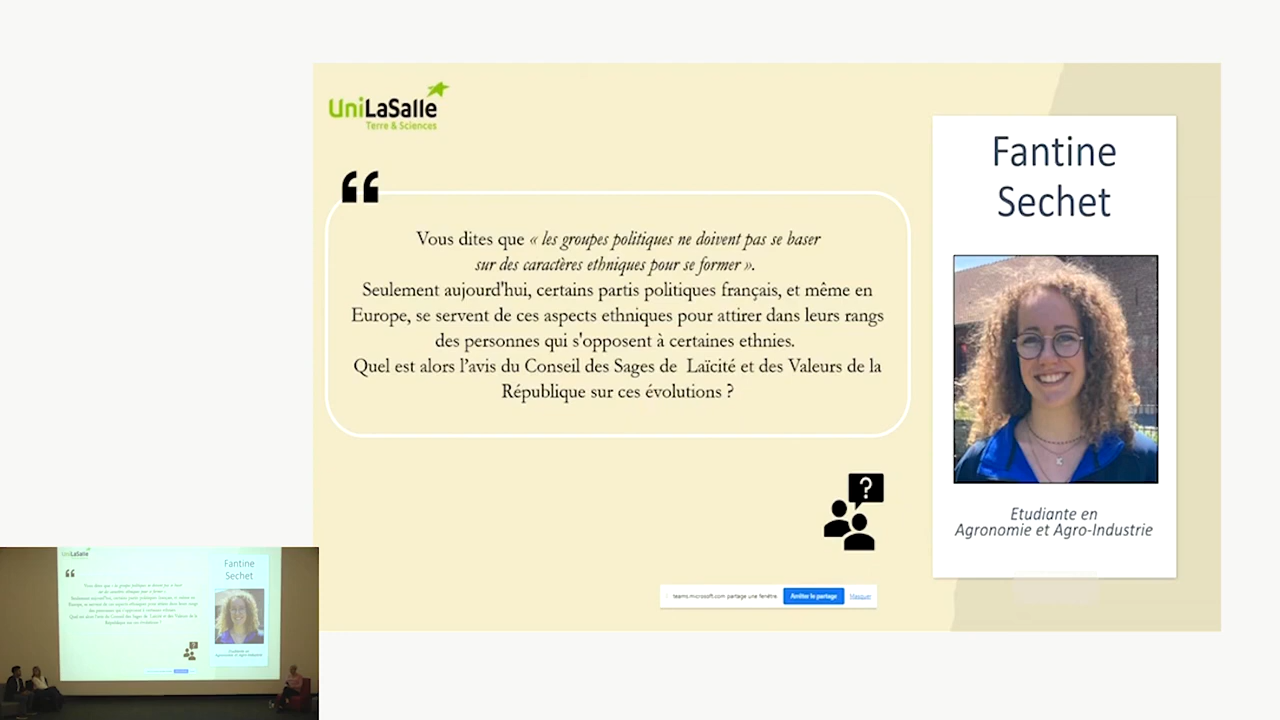 UniLaSalle
Terre & Sciences
Vous dites que « les groupes politiques ne doivent pas se baser
sur des caractères ethniques pour se former ».
Seulement aujourd'hui, certains partis politiques français, et même en
Europe, se servent de ces aspects ethniques pour attirer dans leurs rangs
des personnes qui s'opposent à certaines ethnies.
Quel est alors l'avis du Conseil des Sages de Laïcité et des Valeurs de la
République sur ces évolutions ?
?
Fantine
Sechet
Etudiante en
Agronomie et Agro-Industrie
teams.microsoft.com partage une fenêtre.
Arrêter le partage
Masquer
UniLaSalle
Fantine
Sechet